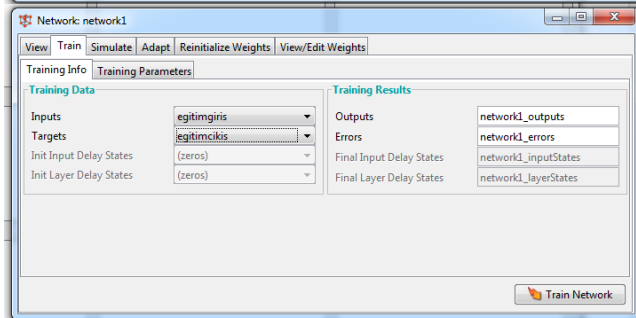 Network: network1
View Train Simulate Adapt Reinitialize Weights View/Edit Weights
Training Info Training Parameters
Training Data Training Results
Inputs egitimgiris Outputs network1_outputs
Targets egitimcikis Errors network1_errors
Init Input Delay States (zeros) Final Input Delay States network1_inputStates
Init Layer Delay States (zeros) Final Layer Delay States network1_layerStates
Train Network